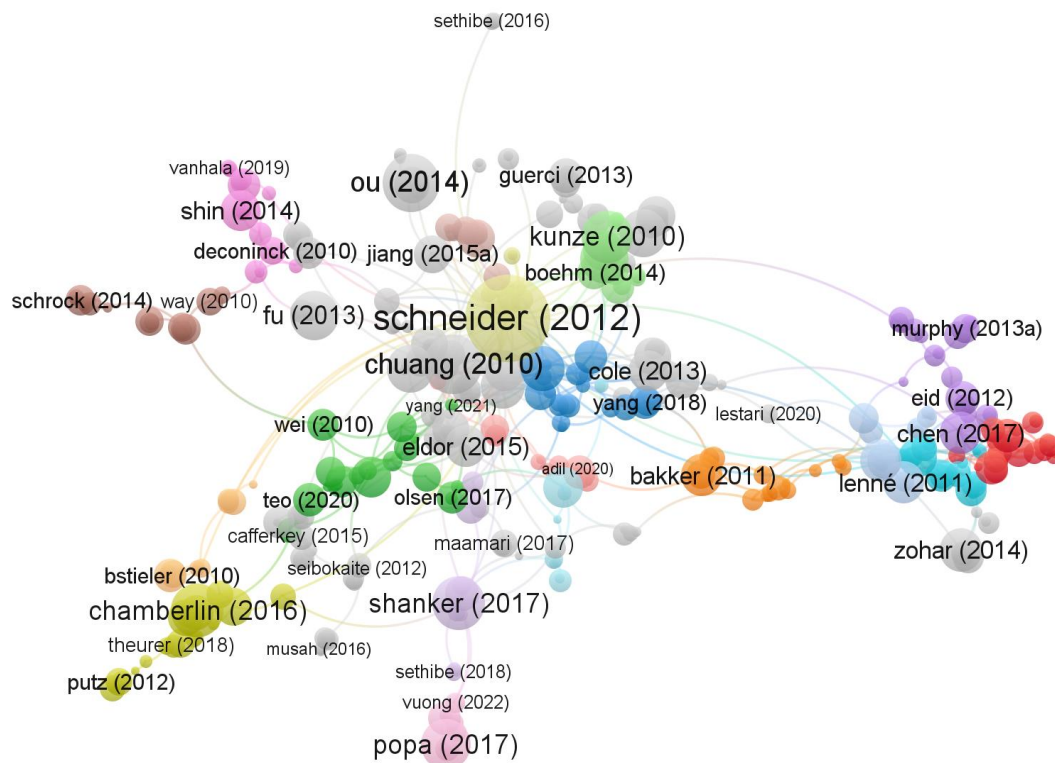 sethibe (2016)
vanhala (2019)
ou (2014)
guerci (2013)
shin (2014)
kunze (2010)
deconinck (2010)
jiang (2015a)
boehm (2014)
schrock (2014)
way (2010)
fu (2013)
schneider (2012)
murphy (2013a)
chuang (2010)
cole (2013)
eid (2012)
yang (2021)
yang (2018)
lestari (2020)
wei (2010)
chen (2017)
eldor (2015)
adil (2020)
bakker (2011)
lenné (2011)
teo (2020)
olsen (2017)
cafferkey (2015)
maamari (2017)
zohar (2014)
seibokaite (2012)
bstieler (2010)
chamberlin (2016)
shanker (2017)
theurer (2018)
musah (2016)
sethibe (2018)
putz (2012)
vuong (2022)
popa (2017)